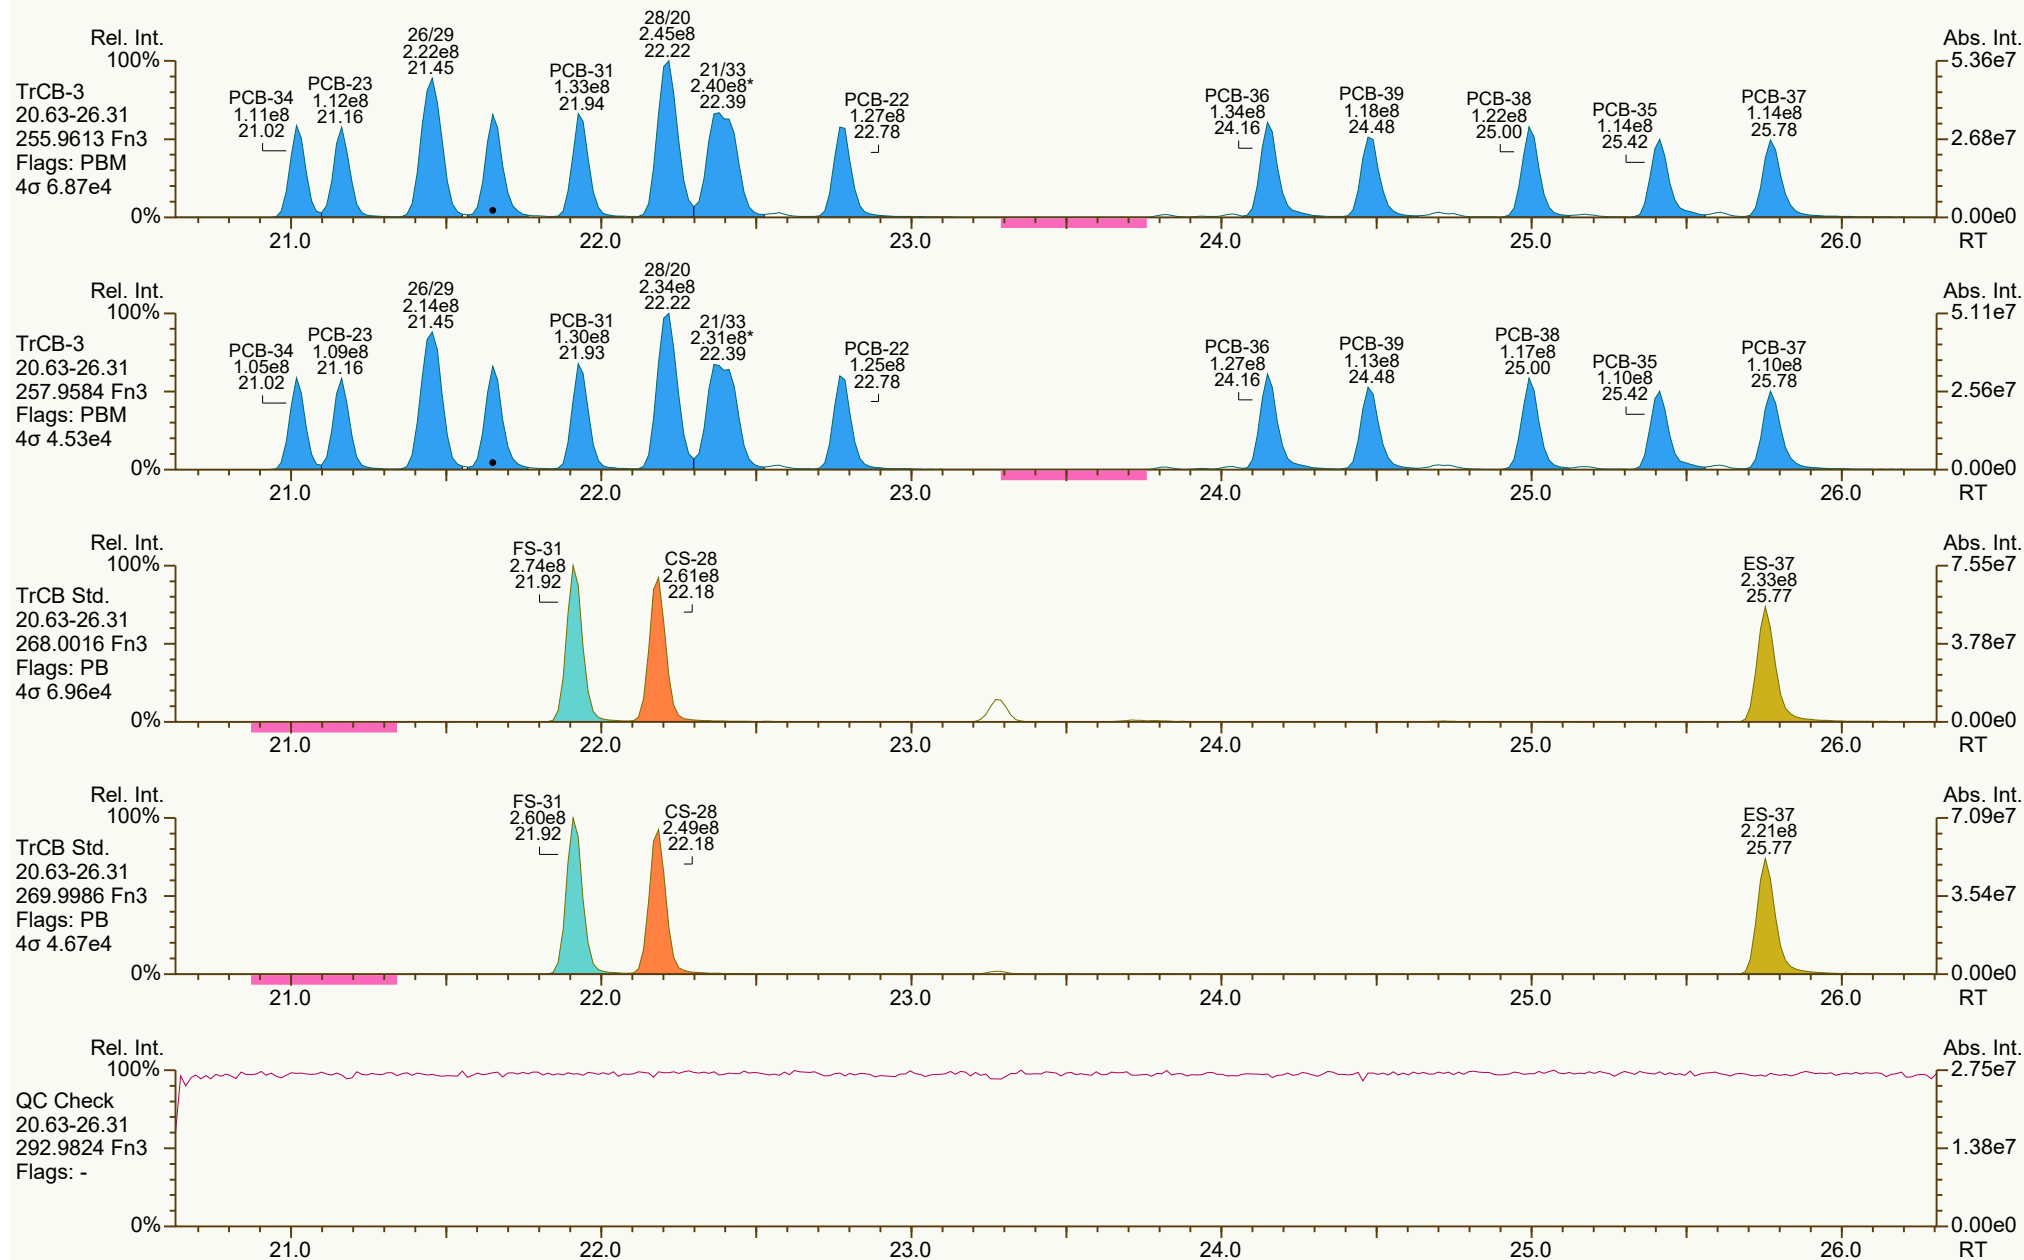 Rel. Int.
100%
0%
TrCB-3
20.63-26.31
255.9613 Fn3
Flags: PBM
4σ 6.87e4
PCB-34
1.11e8
21.02
PCB-23
1.12e8
21.16
26/29
2.22e8
21.45
PCB-31
1.33e8
21.94
28/20
2.45e8
22.22
21/33
2.40e8*
22.39
PCB-22
1.27e8
22.78
PCB-36
1.34e8
24.16
PCB-39
1.18e8
24.48
PCB-38
1.22e8
25.00
PCB-35
1.14e8
25.42
PCB-37
1.14e8
25.78
Abs. Int.
5.36e7
2.68e7
0.00e0
21.0 22.0 23.0 24.0 25.0 26.0 RT
Rel. Int.
100%
0%
TrCB-3
20.63-26.31
257.9584 Fn3
Flags: PBM
4σ 4.53e4
PCB-34
1.05e8
21.02
PCB-23
1.09e8
21.16
26/29
2.14e8
21.45
PCB-31
1.30e8
21.93
28/20
2.34e8
22.22
21/33
2.31e8*
22.39
PCB-22
1.25e8
22.78
PCB-36
1.27e8
24.16
PCB-39
1.13e8
24.48
PCB-38
1.17e8
25.00
PCB-35
1.10e8
25.42
PCB-37
1.10e8
25.78
Abs. Int.
5.11e7
2.56e7
0.00e0
21.0 22.0 23.0 24.0 25.0 26.0 RT
Rel. Int.
100%
0%
TrCB Std.
20.63-26.31
268.0016 Fn3
Flags: PB
4σ 6.96e4
FS-31
2.74e8
21.92
CS-28
2.61e8
22.18
ES-37
2.33e8
25.77
Abs. Int.
7.55e7
3.78e7
0.00e0
21.0 22.0 23.0 24.0 25.0 26.0 RT
Rel. Int.
100%
0%
TrCB Std.
20.63-26.31
269.9986 Fn3
Flags: PB
4σ 4.67e4
FS-31
2.60e8
21.92
CS-28
2.49e8
22.18
ES-37
2.21e8
25.77
Abs. Int.
7.09e7
3.54e7
0.00e0
21.0 22.0 23.0 24.0 25.0 26.0 RT
Rel. Int.
100%
0%
QC Check
20.63-26.31
292.9824 Fn3
Flags: -
Abs. Int.
2.75e7
1.38e7
0.00e0
21.0 22.0 23.0 24.0 25.0 26.0 RT